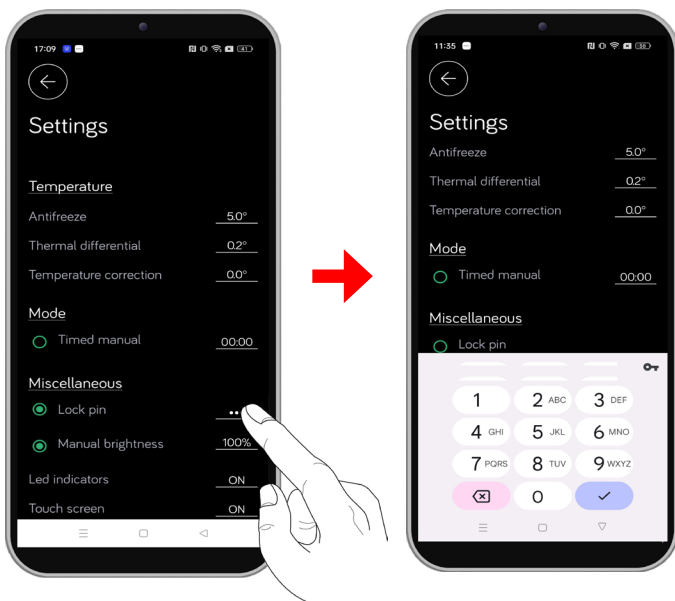 17:09
41
Settings
Temperature
Antifreeze 5.0°
Thermal differential 0.2°
Temperature correction 0.0°
Mode
Timed manual 00:00
Miscellaneous
Lock pin ••
Manual brightness 100%
Led indicators ON
Touch screen ON
11:35
Settings
Antifreeze 5.0°
Thermal differential 0.2°
Temperature correction 0.0°
Mode
Timed manual 00:00
Miscellaneous
Lock pin
1 2 ABC 3 DEF
4 GHI 5 JKL 6 MNO
7 PQRS 8 TUV 9 WXYZ
0